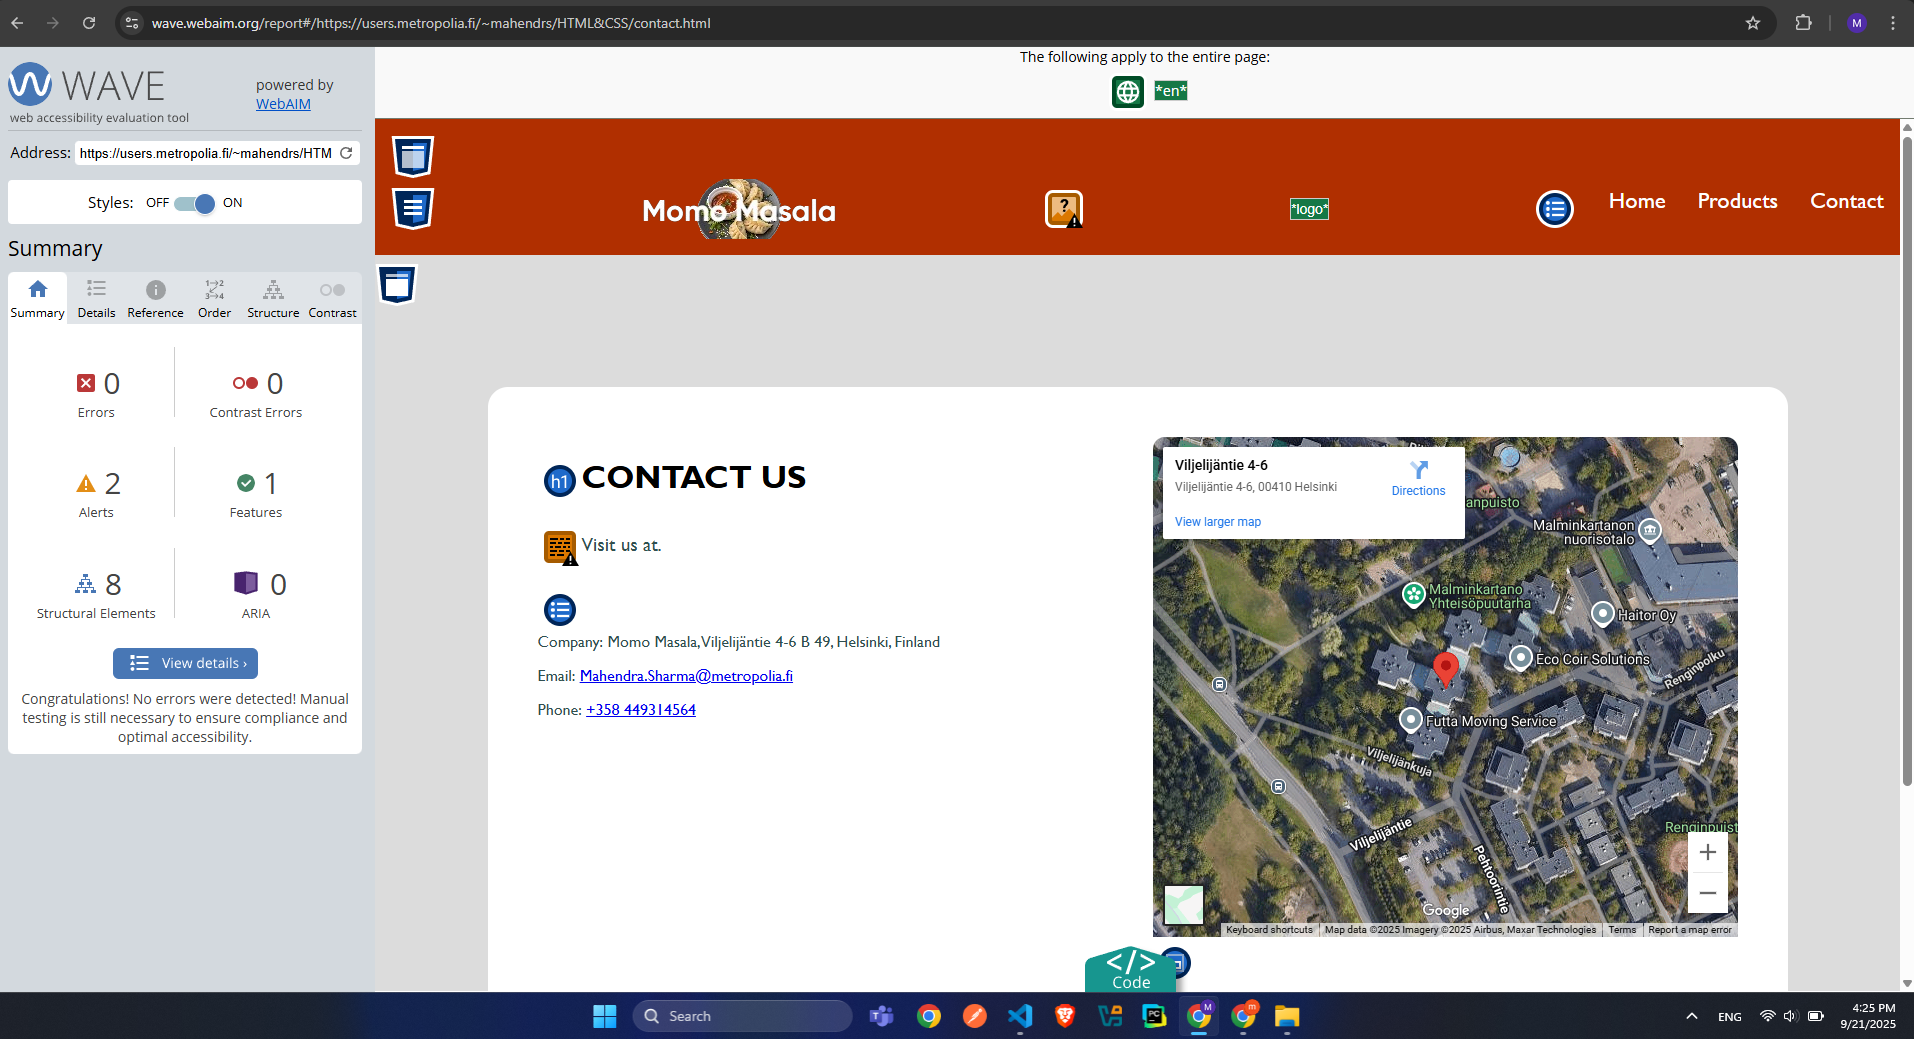 wave.webaim.org/report#/https://users.metropolia.fi/~mahendrs/HTML&CSS/contact.html
M
WAVE
web accessibility evaluation tool
powered by
WebAIM
Address: https://users.metropolia.fi/~mahendrs/HTM
Styles: OFF ON
Summary
Summary Details Reference Order Structure Contrast
0
Errors
0
Contrast Errors
2
Alerts
1
Features
8
Structural Elements
0
ARIA
View details ›
Congratulations! No errors were detected! Manual
testing is still necessary to ensure compliance and
optimal accessibility.
The following apply to the entire page:
*en*
Momo Masala
*logo*
Home Products Contact
h1 CONTACT US
Visit us at.
Company: Momo Masala,Viljelijäntie 4-6 B 49, Helsinki, Finland
Email: Mahendra.Sharma@metropolia.fi
Phone: +358 449314564
Viljelijäntie 4-6
Viljelijäntie 4-6, 00410 Helsinki
Directions
View larger map
anpuisto
Malminkartanon
nuorisotalo
Malminkartano
Yhteisöpuutarha
Haitor Oy
Eco Coir Solutions
Renginpolku
Futta Moving Service
Viljelijänkuja
Viljelijäntie
Pehtoorintie
Renginpuist
Google
Keyboard shortcuts Map data ©2025 Imagery ©2025 Airbus, Maxar Technologies Terms Report a map error
</> Code
Search
ENG
4:25 PM
9/21/2025